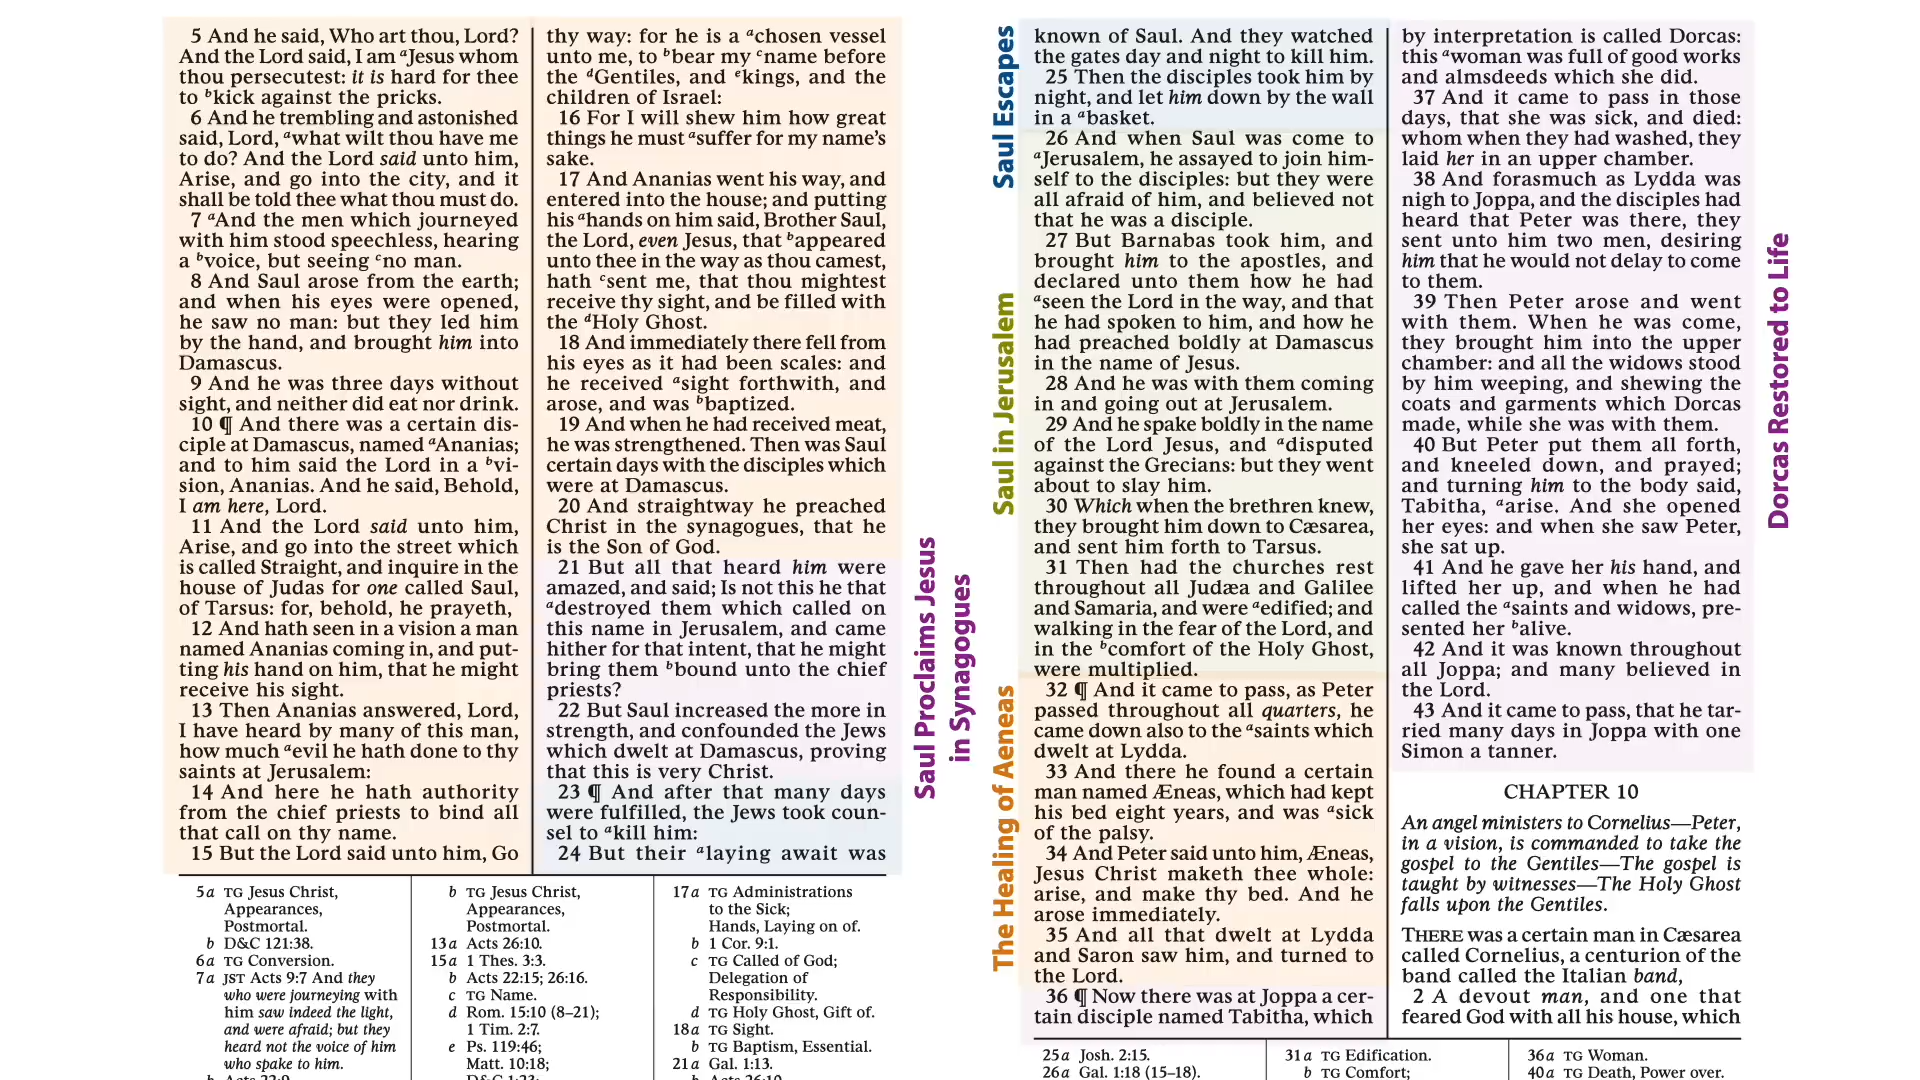 5 And he said, Who art thou, Lord?
And the Lord said, I am aJesus whom
thou persecutest: it is hard for thee
to bkick against the pricks.
6 And he trembling and astonished
said, Lord, awhat wilt thou have me
to do? And the Lord said unto him,
Arise, and go into the city, and it
shall be told thee what thou must do.
7 aAnd the men which journeyed
with him stood speechless, hearing
a bvoice, but seeing cno man.
8 And Saul arose from the earth;
and when his eyes were opened,
he saw no man: but they led him
by the hand, and brought him into
Damascus.
9 And he was three days without
sight, and neither did eat nor drink.
10 ¶ And there was a certain dis-
ciple at Damascus, named aAnanias;
and to him said the Lord in a bvi-
sion, Ananias. And he said, Behold,
I am here, Lord.
11 And the Lord said unto him,
Arise, and go into the street which
is called Straight, and inquire in the
house of Judas for one called Saul,
of Tarsus: for, behold, he prayeth,
12 And hath seen in a vision a man
named Ananias coming in, and put-
ting his hand on him, that he might
receive his sight.
13 Then Ananias answered, Lord,
I have heard by many of this man,
how much aevil he hath done to thy
saints at Jerusalem:
14 And here he hath authority
from the chief priests to bind all
that call on thy name.
15 But the Lord said unto him, Go
thy way: for he is a achosen vessel
unto me, to bbear my cname before
the dGentiles, and ekings, and the
children of Israel:
16 For I will shew him how great
things he must asuffer for my name's
sake.
17 And Ananias went his way, and
entered into the house; and putting
his ahands on him said, Brother Saul,
the Lord, even Jesus, that bappeared
unto thee in the way as thou camest,
hath csent me, that thou mightest
receive thy sight, and be filled with
the dHoly Ghost.
18 And immediately there fell from
his eyes as it had been scales: and
he received asight forthwith, and
arose, and was bbaptized.
19 And when he had received meat,
he was strengthened. Then was Saul
certain days with the disciples which
were at Damascus.
20 And straightway he preached
Christ in the synagogues, that he
is the Son of God.
21 But all that heard him were
amazed, and said; Is not this he that
adestroyed them which called on
this name in Jerusalem, and came
hither for that intent, that he might
bring them bbound unto the chief
priests?
22 But Saul increased the more in
strength, and confounded the Jews
which dwelt at Damascus, proving
that this is very Christ.
23 ¶ And after that many days
were fulfilled, the Jews took coun-
sel to akill him:
24 But their alaying await was
Saul Proclaims Jesus
in Synagogues
5a TG Jesus Christ,
Appearances,
Postmortal.
b D&C 121:38.
6a TG Conversion.
7a JST Acts 9:7 And they
who were journeying with
him saw indeed the light,
and were afraid; but they
heard not the voice of him
who spake to him.
b Acts 22:9.
b TG Jesus Christ,
Appearances,
Postmortal.
13a Acts 26:10.
15a 1 Thes. 3:3.
b Acts 22:15; 26:16.
c TG Name.
d Rom. 15:10 (8–21);
1 Tim. 2:7.
e Ps. 119:46;
Matt. 10:18;
D&C 1:23;
17a TG Administrations
to the Sick;
Hands, Laying on of.
b 1 Cor. 9:1.
c TG Called of God;
Delegation of
Responsibility.
d TG Holy Ghost, Gift of.
18a TG Sight.
b TG Baptism, Essential.
21a Gal. 1:13.
b Acts 26:10.
Saul Escapes
Saul in Jerusalem
The Healing of Aeneas
known of Saul. And they watched
the gates day and night to kill him.
25 Then the disciples took him by
night, and let him down by the wall
in a abasket.
26 And when Saul was come to
aJerusalem, he assayed to join him-
self to the disciples: but they were
all afraid of him, and believed not
that he was a disciple.
27 But Barnabas took him, and
brought him to the apostles, and
declared unto them how he had
aseen the Lord in the way, and that
he had spoken to him, and how he
had preached boldly at Damascus
in the name of Jesus.
28 And he was with them coming
in and going out at Jerusalem.
29 And he spake boldly in the name
of the Lord Jesus, and adisputed
against the Grecians: but they went
about to slay him.
30 Which when the brethren knew,
they brought him down to Cæsarea,
and sent him forth to Tarsus.
31 Then had the churches rest
throughout all Judæa and Galilee
and Samaria, and were aedified; and
walking in the fear of the Lord, and
in the bcomfort of the Holy Ghost,
were multiplied.
32 ¶ And it came to pass, as Peter
passed throughout all quarters, he
came down also to the asaints which
dwelt at Lydda.
33 And there he found a certain
man named Æneas, which had kept
his bed eight years, and was asick
of the palsy.
34 And Peter said unto him, Æneas,
Jesus Christ maketh thee whole:
arise, and make thy bed. And he
arose immediately.
35 And all that dwelt at Lydda
and Saron saw him, and turned to
the Lord.
36 ¶ Now there was at Joppa a cer-
tain disciple named Tabitha, which
by interpretation is called Dorcas:
this awoman was full of good works
and almsdeeds which she did.
37 And it came to pass in those
days, that she was sick, and died:
whom when they had washed, they
laid her in an upper chamber.
38 And forasmuch as Lydda was
nigh to Joppa, and the disciples had
heard that Peter was there, they
sent unto him two men, desiring
him that he would not delay to come
to them.
39 Then Peter arose and went
with them. When he was come,
they brought him into the upper
chamber: and all the widows stood
by him weeping, and shewing the
coats and garments which Dorcas
made, while she was with them.
40 But Peter put them all forth,
and kneeled down, and prayed;
and turning him to the body said,
Tabitha, aarise. And she opened
her eyes: and when she saw Peter,
she sat up.
41 And he gave her his hand, and
lifted her up, and when he had
called the asaints and widows, pre-
sented her balive.
42 And it was known throughout
all Joppa; and many believed in
the Lord.
43 And it came to pass, that he tar-
ried many days in Joppa with one
Simon a tanner.
Dorcas Restored to Life
CHAPTER 10
An angel ministers to Cornelius—Peter,
in a vision, is commanded to take the
gospel to the Gentiles—The gospel is
taught by witnesses—The Holy Ghost
falls upon the Gentiles.
THERE was a certain man in Cæsarea
called Cornelius, a centurion of the
band called the Italian band,
2 A devout man, and one that
feared God with all his house, which
25a Josh. 2:15.
26a Gal. 1:18 (15–18).
31a TG Edification.
b TG Comfort;
36a TG Woman.
40a TG Death, Power over.